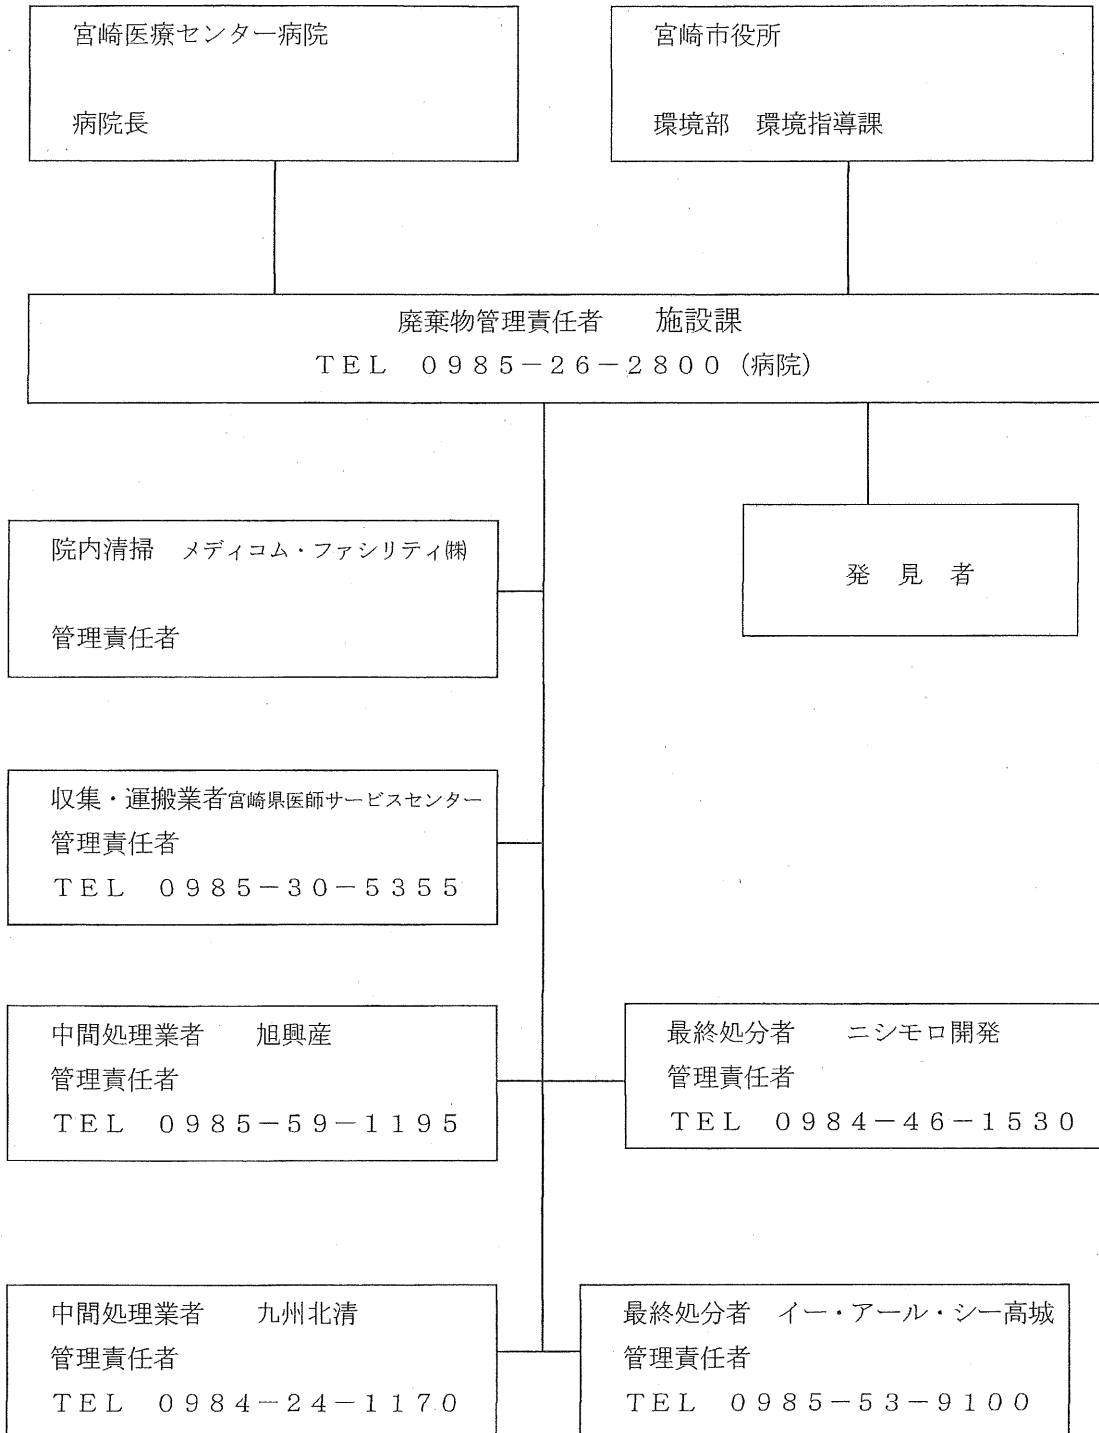 宮崎医療センター病院
病院長
宮崎市役所
環境部　環境指導課
廃棄物管理責任者　　施設課
ＴＥＬ　０９８５－２６－２８００（病院）
院内清掃　メディコム・ファシリティ㈱
管理責任者
発　見　者
収集・運搬業者宮崎県医師サービスセンター
管理責任者
ＴＥＬ　０９８５－３０－５３５５
中間処理業者　　旭興産
管理責任者
ＴＥＬ　０９８５－５９－１１９５
最終処分者　　ニシモロ開発
管理責任者
ＴＥＬ　０９８４－４６－１５３０
中間処理業者　　九州北清
管理責任者
ＴＥＬ　０９８４－２４－１１７０
最終処分者　イー・アール・シー高城
管理責任者
ＴＥＬ　０９８５－５３－９１００